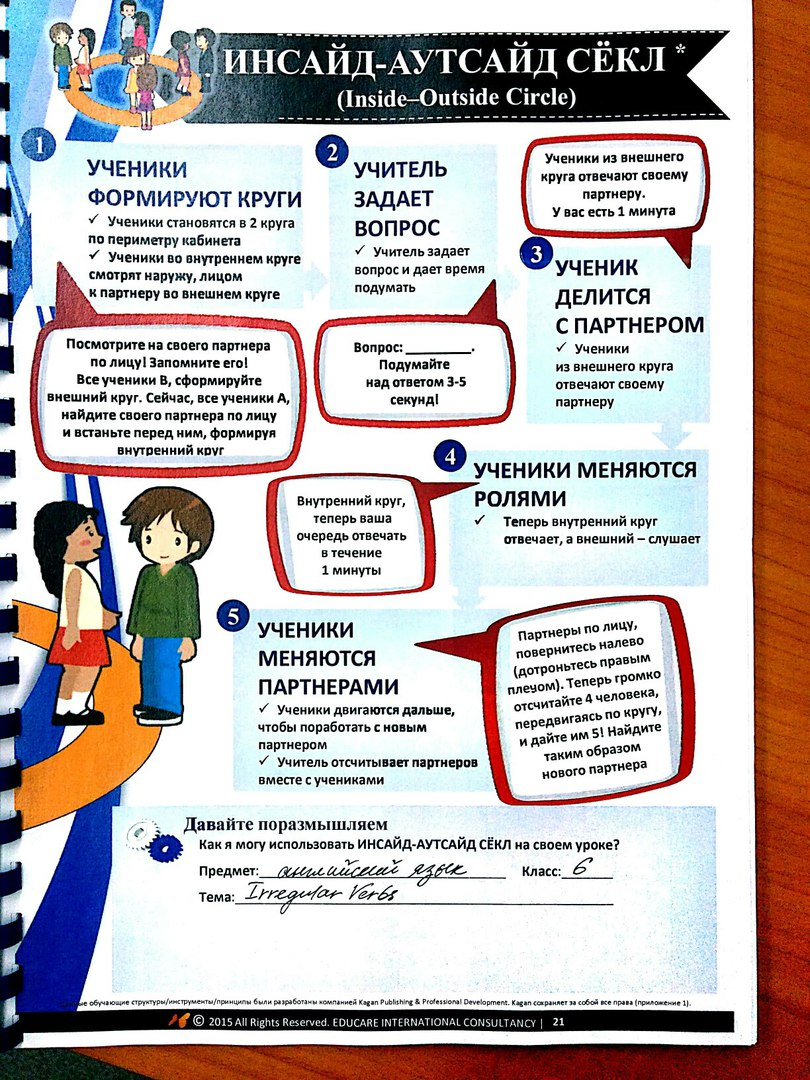 ИНСАЙД-АУТСАЙД СЁКЛ *
(Inside–Outside Circle)
1
УЧЕНИКИ
ФОРМИРУЮТ КРУГИ
✓ Ученики становятся в 2 круга
по периметру кабинета
✓ Ученики во внутреннем круге
смотрят наружу, лицом
к партнеру во внешнем круге
Посмотрите на своего партнера
по лицу! Запомните его!
Все ученики В, сформируйте
внешний круг. Сейчас, все ученики А,
найдите своего партнера по лицу
и встаньте перед ним, формируя
внутренний круг
2
УЧИТЕЛЬ
ЗАДАЕТ
ВОПРОС
✓ Учитель задает
вопрос и дает время
подумать
Вопрос: __________.
Подумайте
над ответом 3-5
секунд!
Ученики из внешнего
круга отвечают своему
партнеру.
У вас есть 1 минута
3
УЧЕНИК
ДЕЛИТСЯ
С ПАРТНЕРОМ
✓ Ученики
из внешнего круга
отвечают своему
партнеру
4
УЧЕНИКИ МЕНЯЮТСЯ
РОЛЯМИ
✓ Теперь внутренний круг
отвечает, а внешний – слушает
Внутренний круг,
теперь ваша
очередь отвечать
в течение
1 минуты
5
УЧЕНИКИ
МЕНЯЮТСЯ
ПАРТНЕРАМИ
✓ Ученики двигаются дальше,
чтобы поработать с новым
партнером
✓ Учитель отсчитывает партнеров
вместе с учениками
Партнеры по лицу,
повернитесь налево
(дотроньтесь правым
плечом). Теперь громко
отсчитайте 4 человека,
передвигаясь по кругу,
и дайте им 5! Найдите
таким образом
нового партнера
Давайте поразмышляем
Как я могу использовать ИНСАЙД-АУТСАЙД СЁКЛ на своем уроке?
Предмет: английский язык Класс: 6
Тема: Irregular Verbs
обучающие структуры/инструменты/принципы были разработаны компанией Kagan Publishing & Professional Development. Kagan сохраняет за собой все права (приложение 1).
© 2015 All Rights Reserved. EDUCARE INTERNATIONAL CONSULTANCY | 21